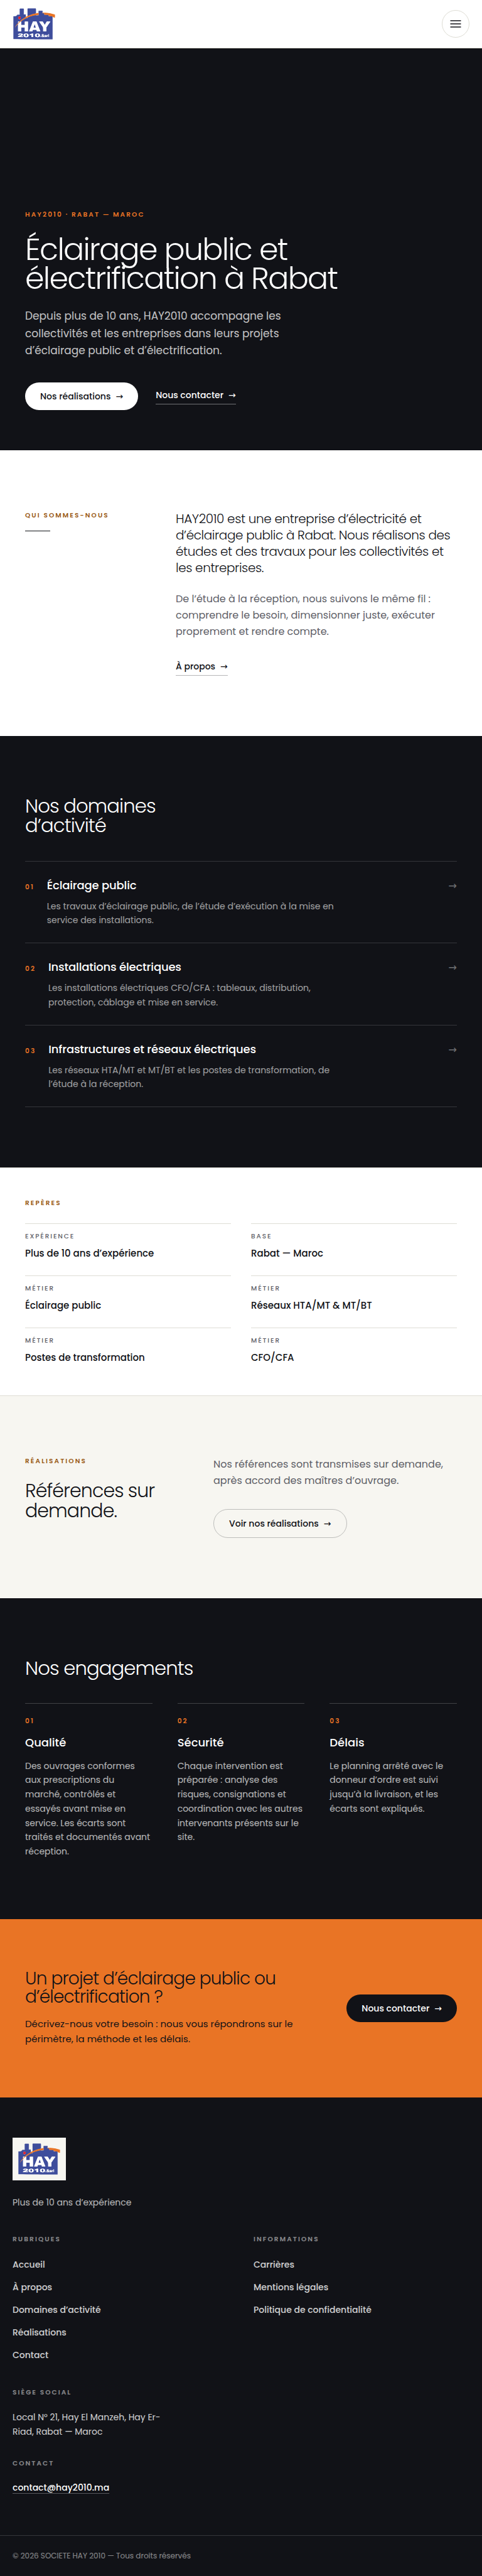 HAY
2010.sarl
HAY2010 · RABAT — MAROC
Éclairage public et
électrification à Rabat
Depuis plus de 10 ans, HAY2010 accompagne les
collectivités et les entreprises dans leurs projets
d’éclairage public et d’électrification.
Nos réalisations →
Nous contacter →
QUI SOMMES-NOUS
HAY2010 est une entreprise d’électricité et
d’éclairage public à Rabat. Nous réalisons des
études et des travaux pour les collectivités et
les entreprises.
De l’étude à la réception, nous suivons le même fil :
comprendre le besoin, dimensionner juste, exécuter
proprement et rendre compte.
À propos →
Nos domaines
d’activité
01 Éclairage public →
Les travaux d’éclairage public, de l’étude d’exécution à la mise en
service des installations.
02 Installations électriques →
Les installations électriques CFO/CFA : tableaux, distribution,
protection, câblage et mise en service.
03 Infrastructures et réseaux électriques →
Les réseaux HTA/MT et MT/BT et les postes de transformation, de
l’étude à la réception.
REPÈRES
EXPÉRIENCE
Plus de 10 ans d’expérience
BASE
Rabat — Maroc
MÉTIER
Éclairage public
MÉTIER
Réseaux HTA/MT & MT/BT
MÉTIER
Postes de transformation
MÉTIER
CFO/CFA
RÉALISATIONS
Références sur
demande.
Nos références sont transmises sur demande,
après accord des maîtres d’ouvrage.
Voir nos réalisations →
Nos engagements
01
Qualité
Des ouvrages conformes
aux prescriptions du
marché, contrôlés et
essayés avant mise en
service. Les écarts sont
traités et documentés avant
réception.
02
Sécurité
Chaque intervention est
préparée : analyse des
risques, consignations et
coordination avec les autres
intervenants présents sur le
site.
03
Délais
Le planning arrêté avec le
donneur d’ordre est suivi
jusqu’à la livraison, et les
écarts sont expliqués.
Un projet d’éclairage public ou
d’électrification ?
Décrivez-nous votre besoin : nous vous répondrons sur le
périmètre, la méthode et les délais.
Nous contacter →
HAY
2010.sarl
Plus de 10 ans d’expérience
RUBRIQUES
Accueil
À propos
Domaines d’activité
Réalisations
Contact
INFORMATIONS
Carrières
Mentions légales
Politique de confidentialité
SIÈGE SOCIAL
Local N° 21, Hay El Manzeh, Hay Er-
Riad, Rabat — Maroc
CONTACT
contact@hay2010.ma
© 2026 SOCIETE HAY 2010 — Tous droits réservés